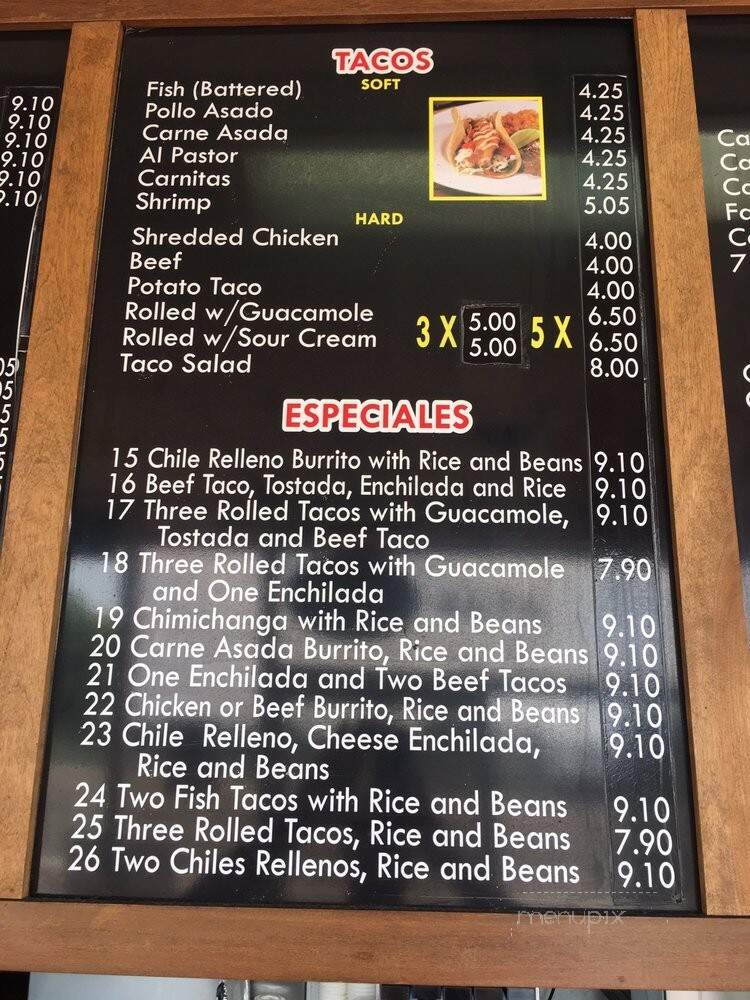 TACOS
SOFT
Fish (Battered) 4.25
Pollo Asado 4.25
Carne Asada 4.25
Al Pastor 4.25
Carnitas 4.25
Shrimp 5.05
HARD
Shredded Chicken 4.00
Beef 4.00
Potato Taco 4.00
Rolled w/Guacamole 3 X 5.00 5 X 6.50
Rolled w/Sour Cream 5.00 6.50
Taco Salad 8.00
ESPECIALES
15 Chile Relleno Burrito with Rice and Beans 9.10
16 Beef Taco, Tostada, Enchilada and Rice 9.10
17 Three Rolled Tacos with Guacamole, 9.10
Tostada and Beef Taco
18 Three Rolled Tacos with Guacamole 7.90
and One Enchilada
19 Chimichanga with Rice and Beans 9.10
20 Carne Asada Burrito, Rice and Beans 9.10
21 One Enchilada and Two Beef Tacos 9.10
22 Chicken or Beef Burrito, Rice and Beans 9.10
23 Chile Relleno, Cheese Enchilada, 9.10
Rice and Beans
24 Two Fish Tacos with Rice and Beans 9.10
25 Three Rolled Tacos, Rice and Beans 7.90
26 Two Chiles Rellenos, Rice and Beans 9.10
menupix
9.10
9.10
9.10
9.10
9.10
9.10